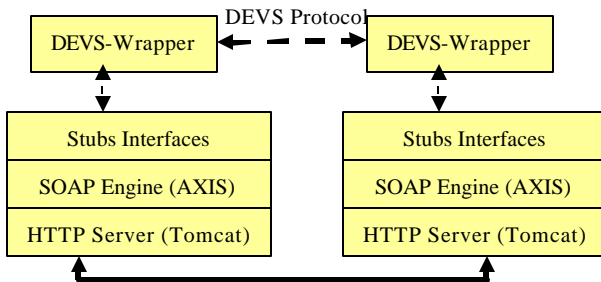 DEVS Protocol
DEVS-Wrapper
DEVS-Wrapper
Stubs Interfaces
SOAP Engine (AXIS)
HTTP Server (Tomcat)
Stubs Interfaces
SOAP Engine (AXIS)
HTTP Server (Tomcat)